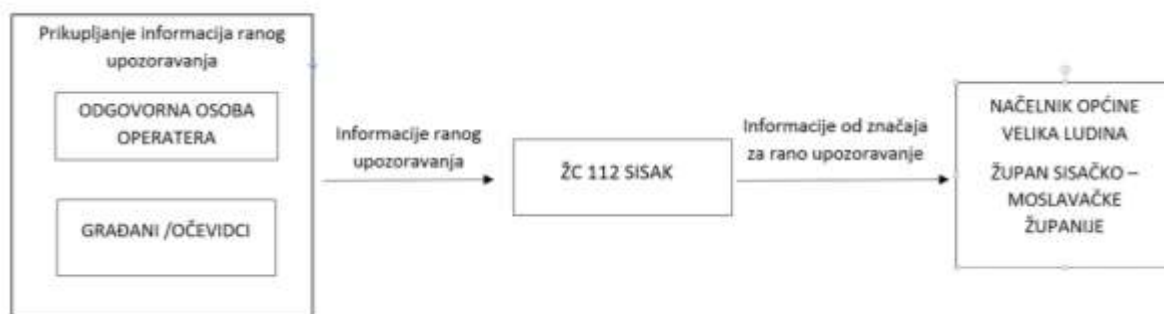 Prikupljanje informacija ranog
upozoravanja
ODGOVORNA OSOBA
OPERATERA
GRAĐANI /OČEVIDCI
Informacije ranog
upozoravanja
ŽC 112 SISAK
Informacije od značaja
za rano upozoravanje
NAČELNIK OPĆINE
VELIKA LUDINA
ŽUPAN SISAČKO –
MOSLAVAČKE
ŽUPANIJE